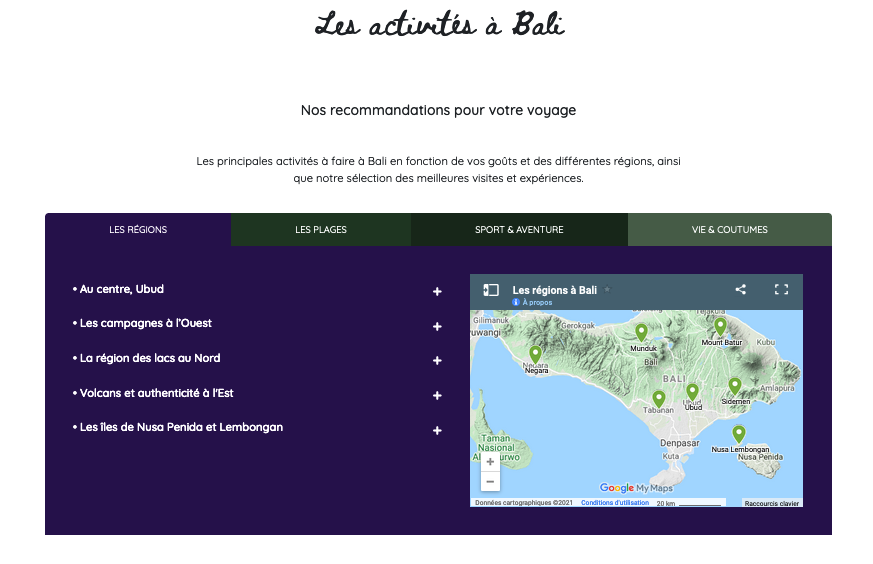 Les activités à Bali
Nos recommandations pour votre voyage
Les principales activités à faire à Bali en fonction de vos goûts et des différentes régions, ainsi
que notre sélection des meilleures visites et expériences.
LES RÉGIONS
LES PLAGES
SPORT & AVENTURE
VIE & COUTUMES
• Au centre, Ubud
+
• Les campagnes à l'Ouest
+
• La région des lacs au Nord
+
• Volcans et authenticité à l'Est
+
• Les îles de Nusa Penida et Lembongan
+
Les régions à Bali
À propos
Gilimanuk
Gerokgak
Tejakula
Munduk
Mount Batur
Kubu
Negara
Negara
Bali
BALI
Amlapura
Sidemen
Tabanan
Ubud
Ubud
Denpasar
Kuta
Nusa Lembongan
Nusa Penida
Taman
Nasional
+
−
Google My Maps
Données cartographiques ©2021
Conditions d'utilisation
20 km
Raccourcis clavier